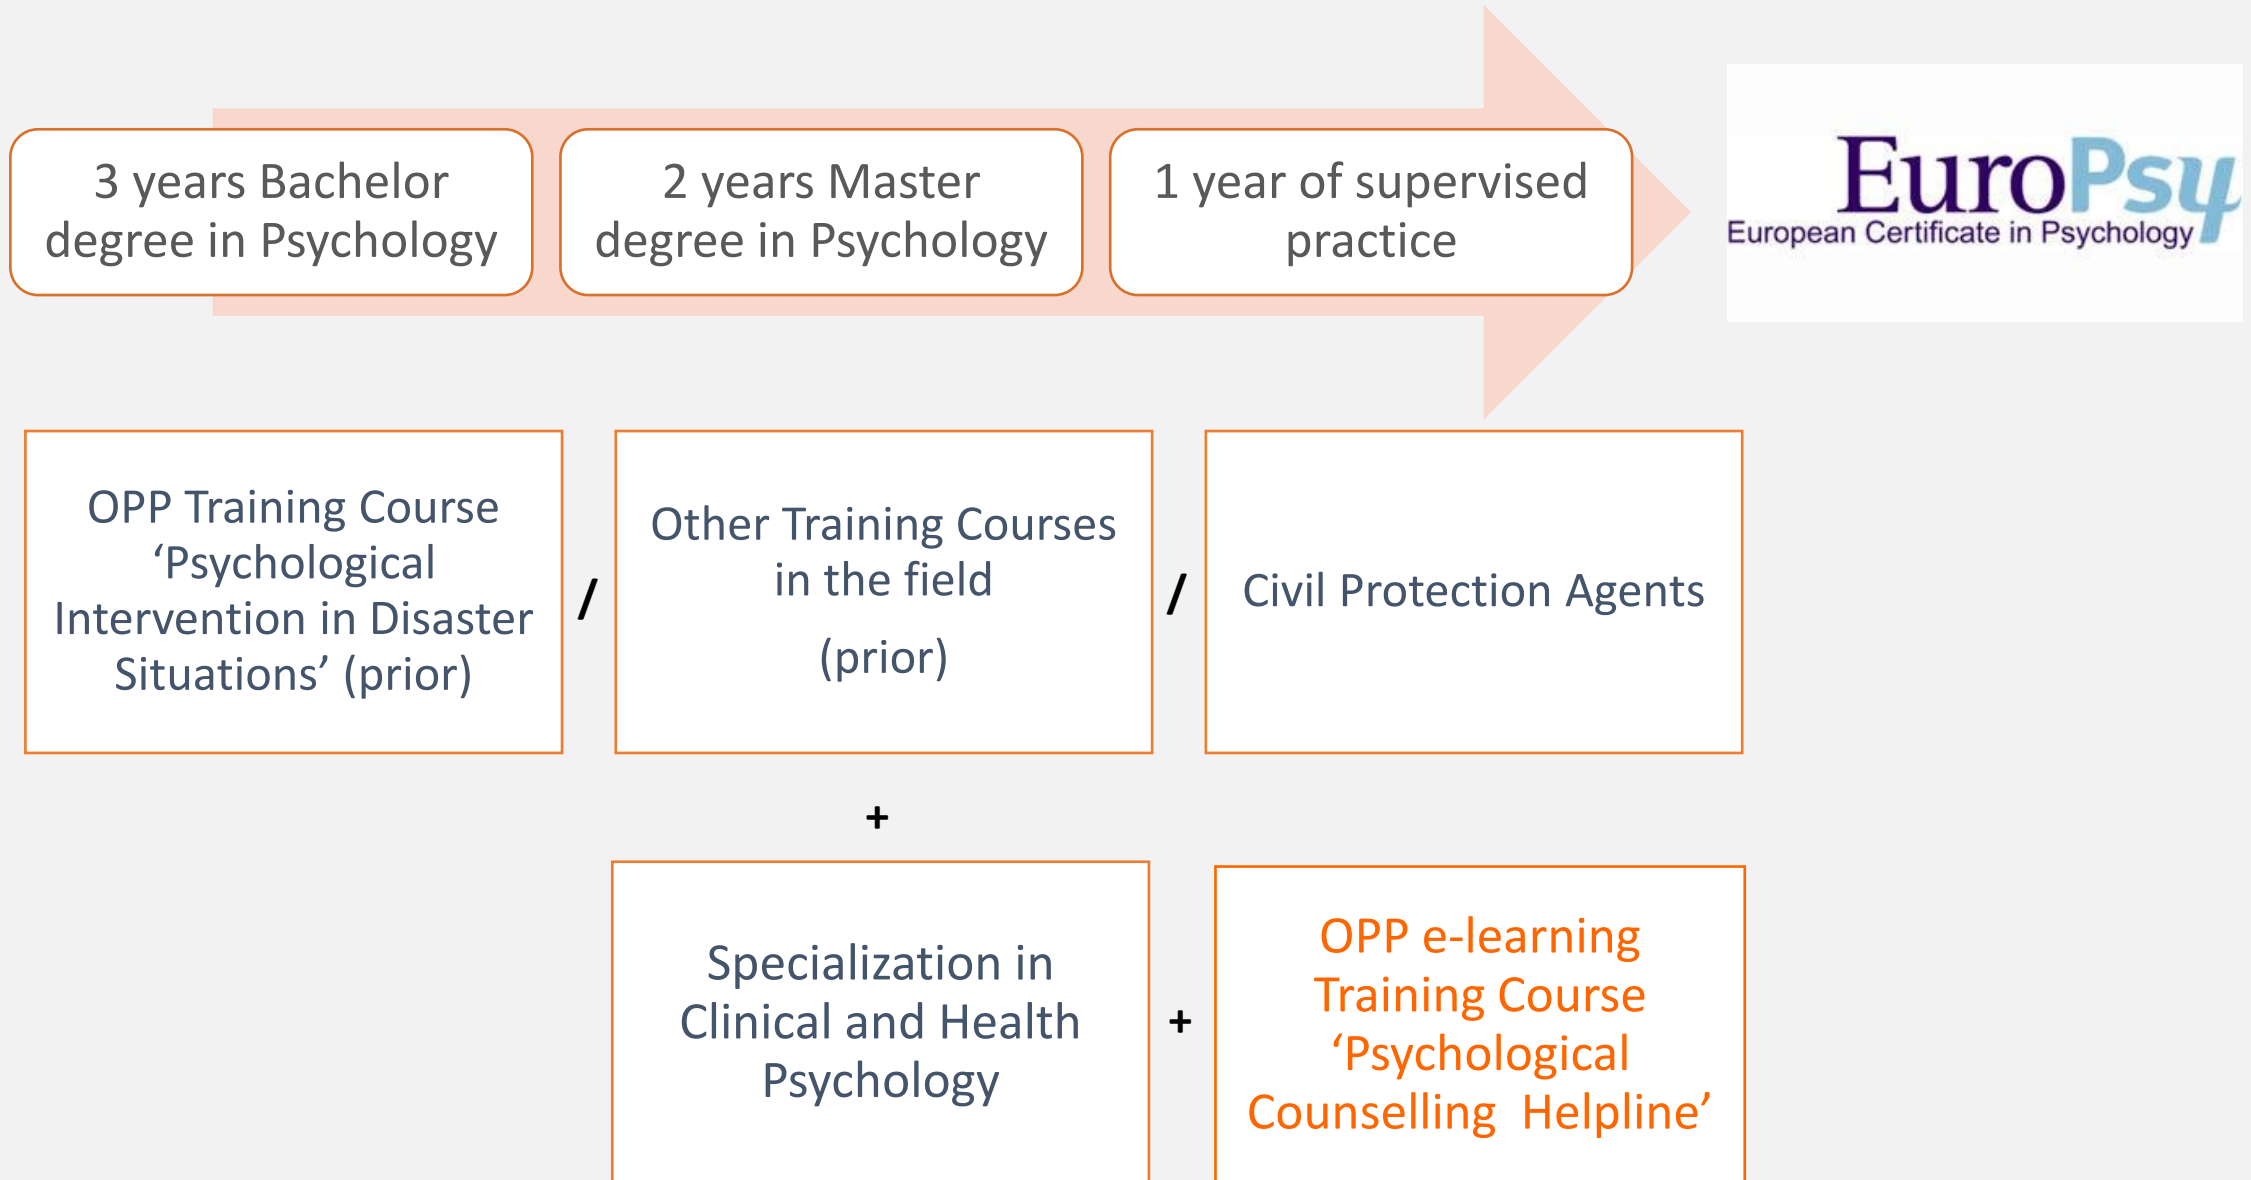 3 years Bachelor
degree in Psychology
2 years Master
degree in Psychology
1 year of supervised
practice
EuroPsy
European Certificate in Psychology
OPP Training Course
‘Psychological
Intervention in Disaster
Situations’ (prior)
/
Other Training Courses
in the field
(prior)
/
Civil Protection Agents
+
Specialization in
Clinical and Health
Psychology
+
OPP e-learning
Training Course
‘Psychological
Counselling  Helpline’